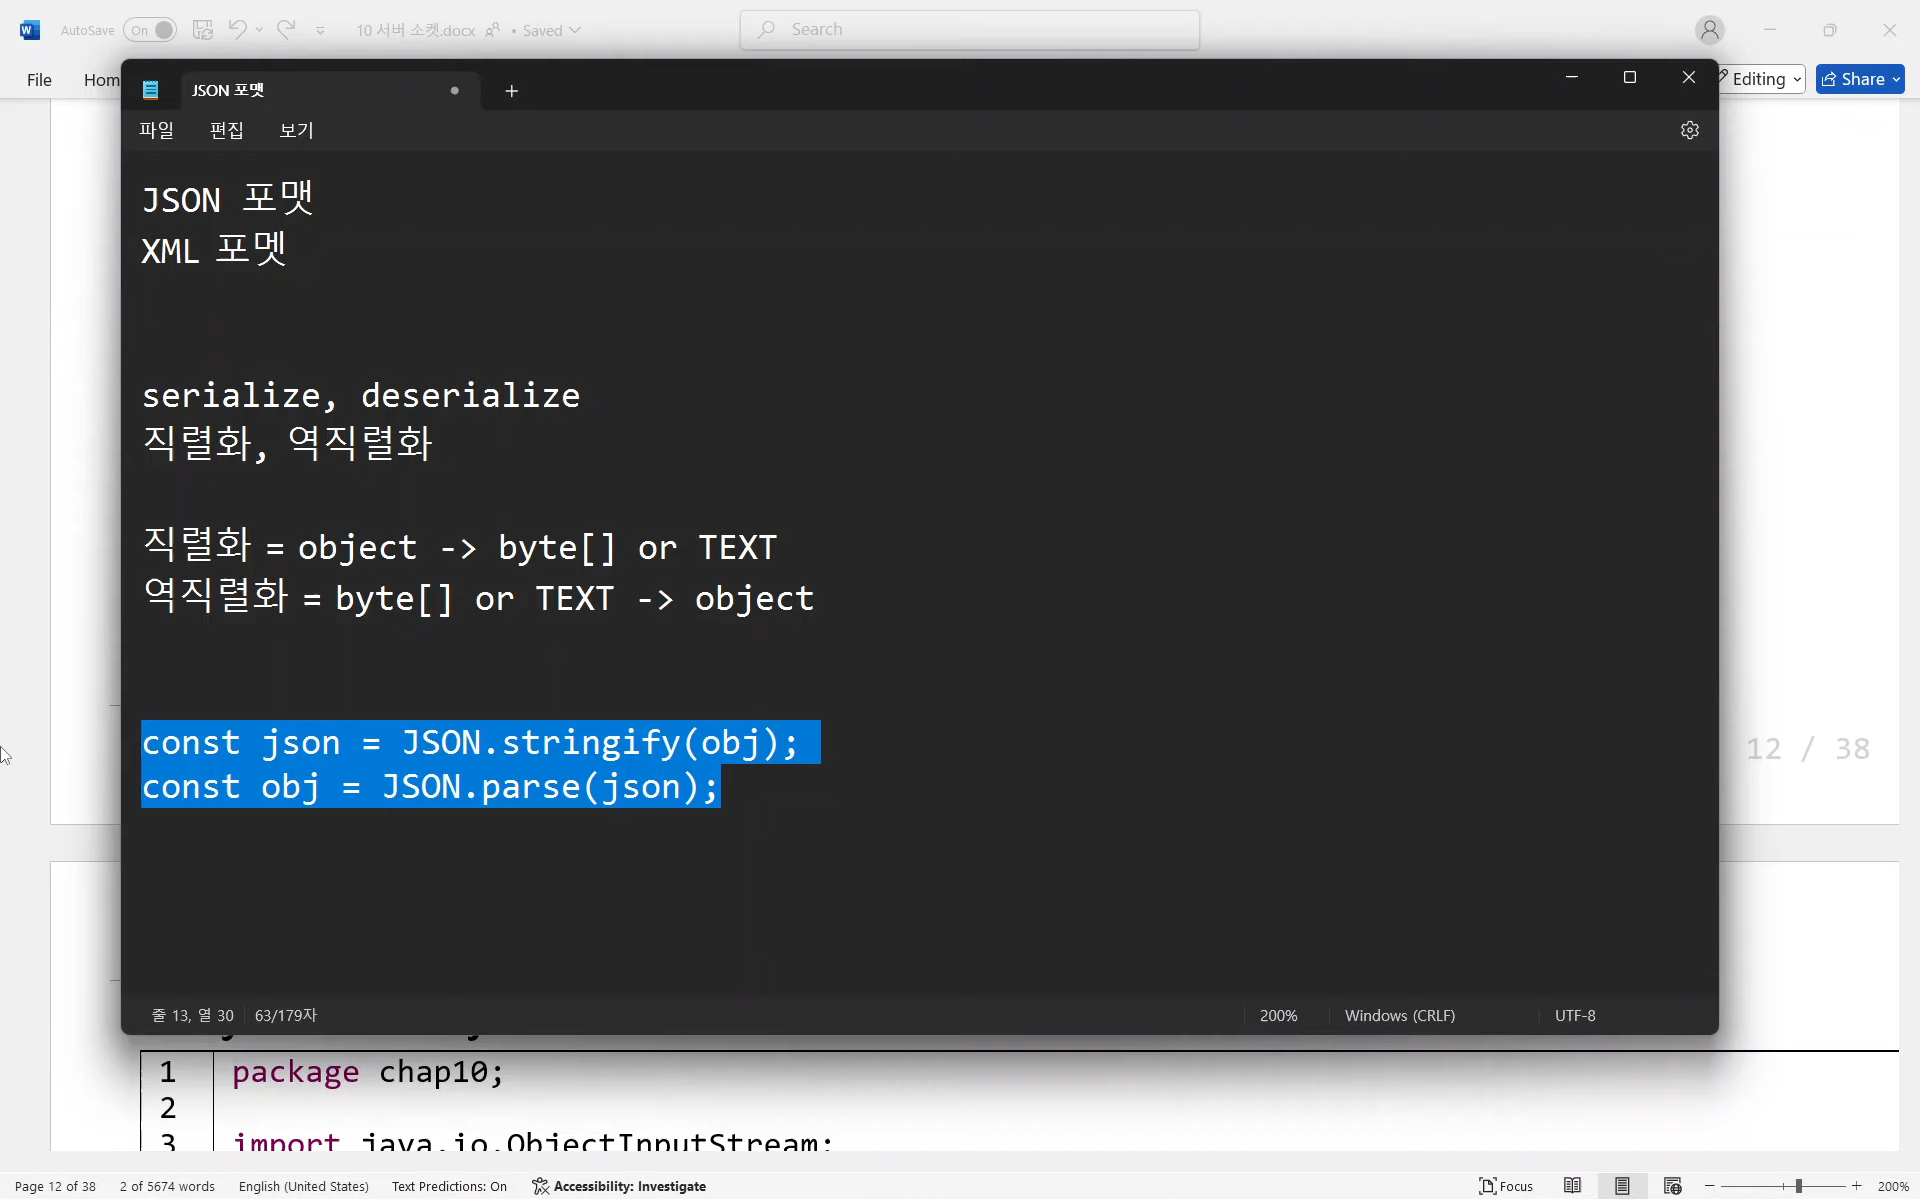 AutoSave On 10 서버 소켓.docx • Saved Search
File Hom Editing Share
JSON 포맷
파일 편집 보기
JSON 포맷
XML 포멧
serialize, deserialize
직렬화, 역직렬화
직렬화 = object -> byte[] or TEXT
역직렬화 = byte[] or TEXT -> object
const json = JSON.stringify(obj);
const obj = JSON.parse(json);
12 / 38
줄 13, 열 30 63/179자 200% Windows (CRLF) UTF-8
1 package chap10;
2
3 import java.io.ObjectInputStream;
Page 12 of 38 2 of 5674 words English (United States) Text Predictions: On Accessibility: Investigate Focus 200%